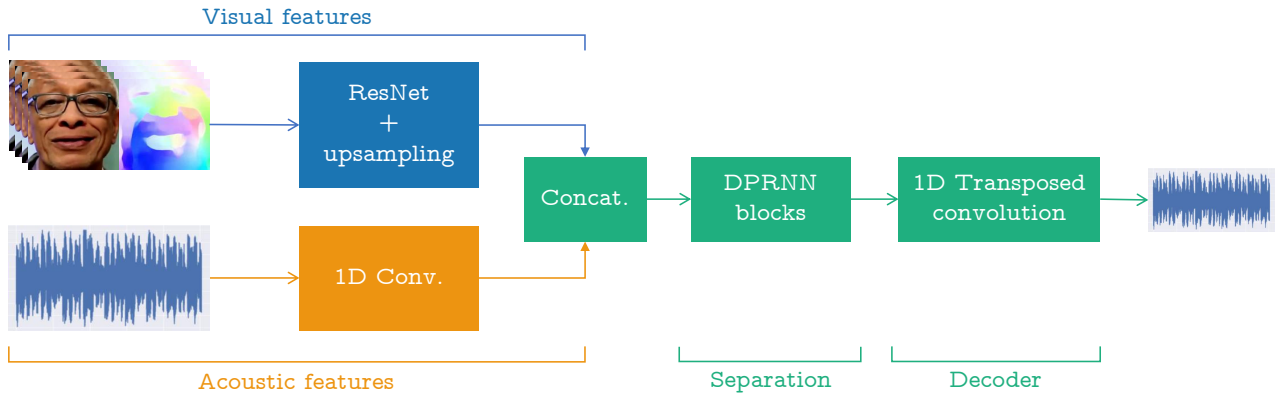 Visual features
ResNet
+
upsampling
Concat.
DPRNN
blocks
1D Transposed
convolution
1D Conv.
Acoustic features
Separation
Decoder